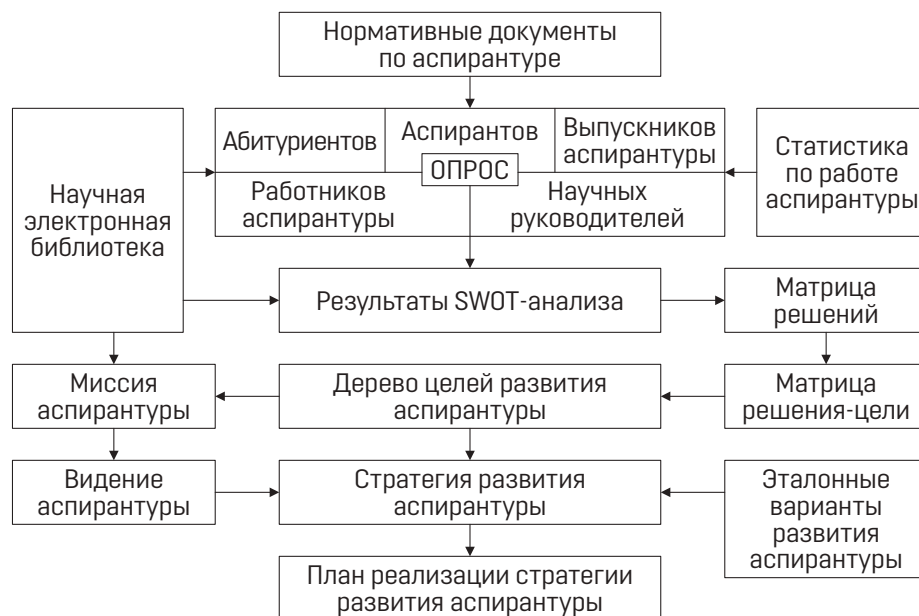 Нормативные документы
по аспирантуре
Научная
электронная
библиотека
Абитуриентов
Аспирантов
Выпускников
аспирантуры
ОПРОС
Работников
аспирантуры
Научных
руководителей
Статистика
по работе
аспирантуры
Результаты SWOT-анализа
Матрица
решений
Миссия
аспирантуры
Дерево целей развития
аспирантуры
Матрица
решения-цели
Видение
аспирантуры
Стратегия развития
аспирантуры
Эталонные
варианты
развития
аспирантуры
План реализации стратегии
развития аспирантуры